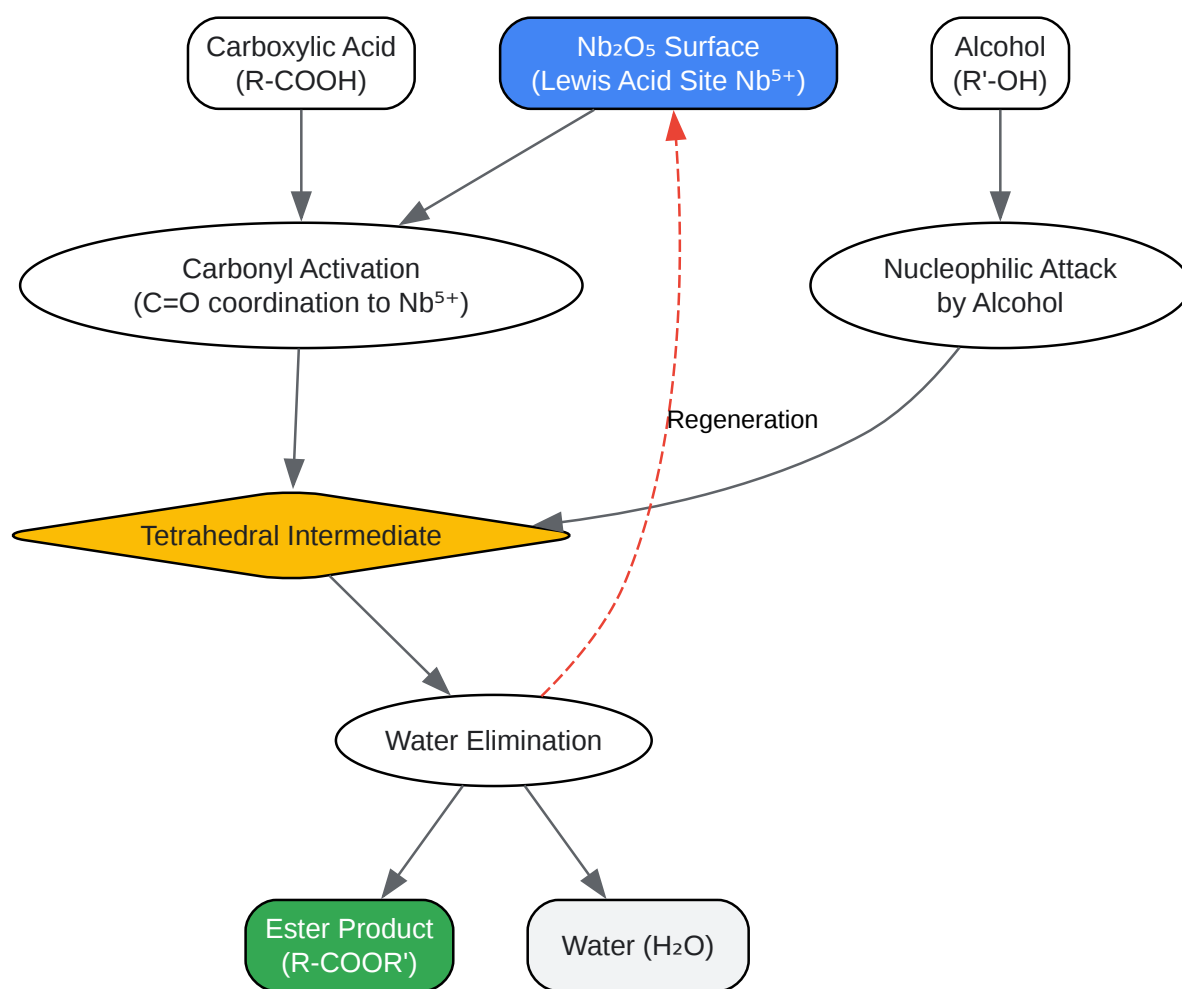 Carboxylic Acid
(R-COOH)
Nb₂O₅ Surface
(Lewis Acid Site Nb⁵⁺)
Alcohol
(R'-OH)
Carbonyl Activation
(C=O coordination to Nb⁵⁺)
Nucleophilic Attack
by Alcohol
Regeneration
Tetrahedral Intermediate
Water Elimination
Ester Product
(R-COOR')
Water (H₂O)